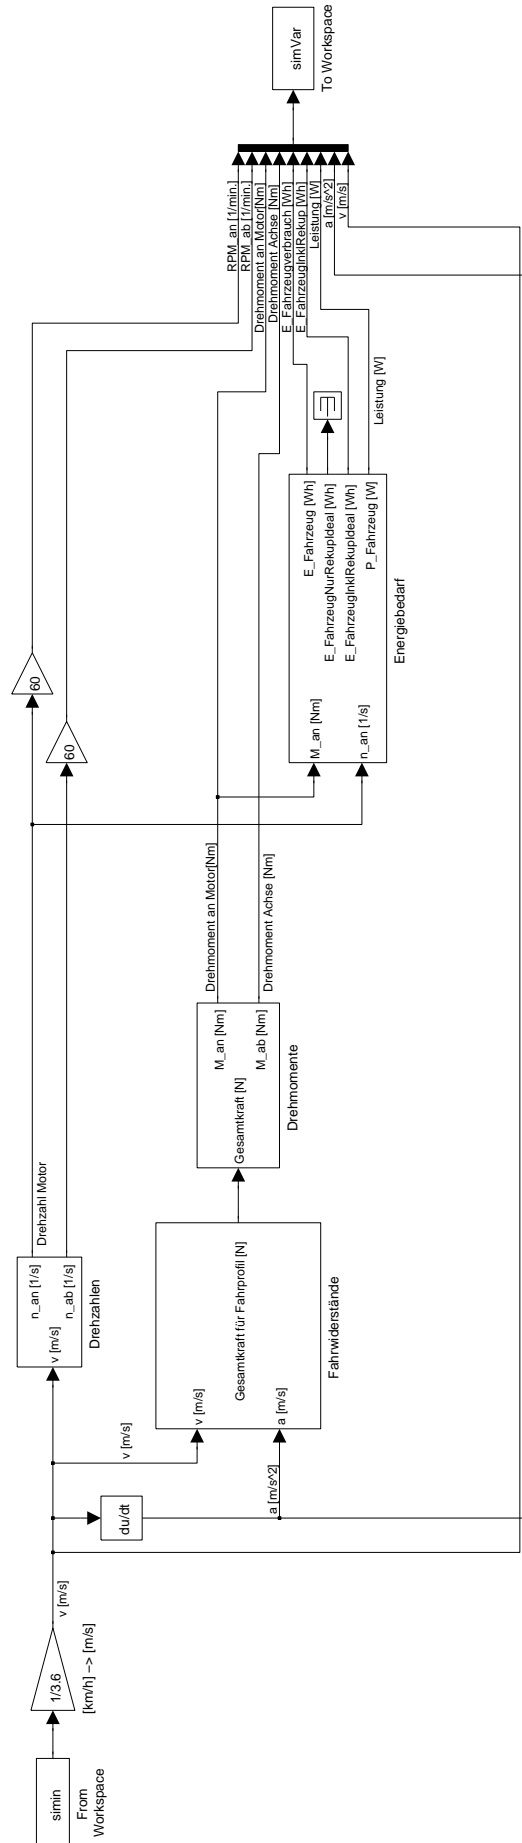 simin
From
Workspace
1/3.6
[km/h] −> [m/s]
v [m/s]
du/dt
v [m/s]
a [m/s^2]
v [m/s]
n_an [1/s]
n_ab [1/s]
Drehzahlen
Drehzahl Motor
v [m/s]
a [m/s]
Gesamtkraft für Fahrprofil [N]
Fahrwiderstände
Gesamtkraft [N]
M_an [Nm]
M_ab [Nm]
Drehmomente
Drehmoment an Motor[Nm]
Drehmoment Achse [Nm]
60
60
M_an [Nm]
n_an [1/s]
E_Fahrzeug [Wh]
E_FahrzeugNurRekupIdeal [Wh]
E_FahrzeugInklRekupIdeal [Wh]
P_Fahrzeug [W]
Energiebedarf
Leistung [W]
RPM_an [1/min.]
RPM_ab [1/min.]
Drehmoment an Motor[Nm]
Drehmoment Achse [Nm]
E_Fahrzeugverbrauch [Wh]
E_FahrzeugInklRekup [Wh]
Leistung [W]
a [m/s^2]
v [m/s]
simVar
To Workspace